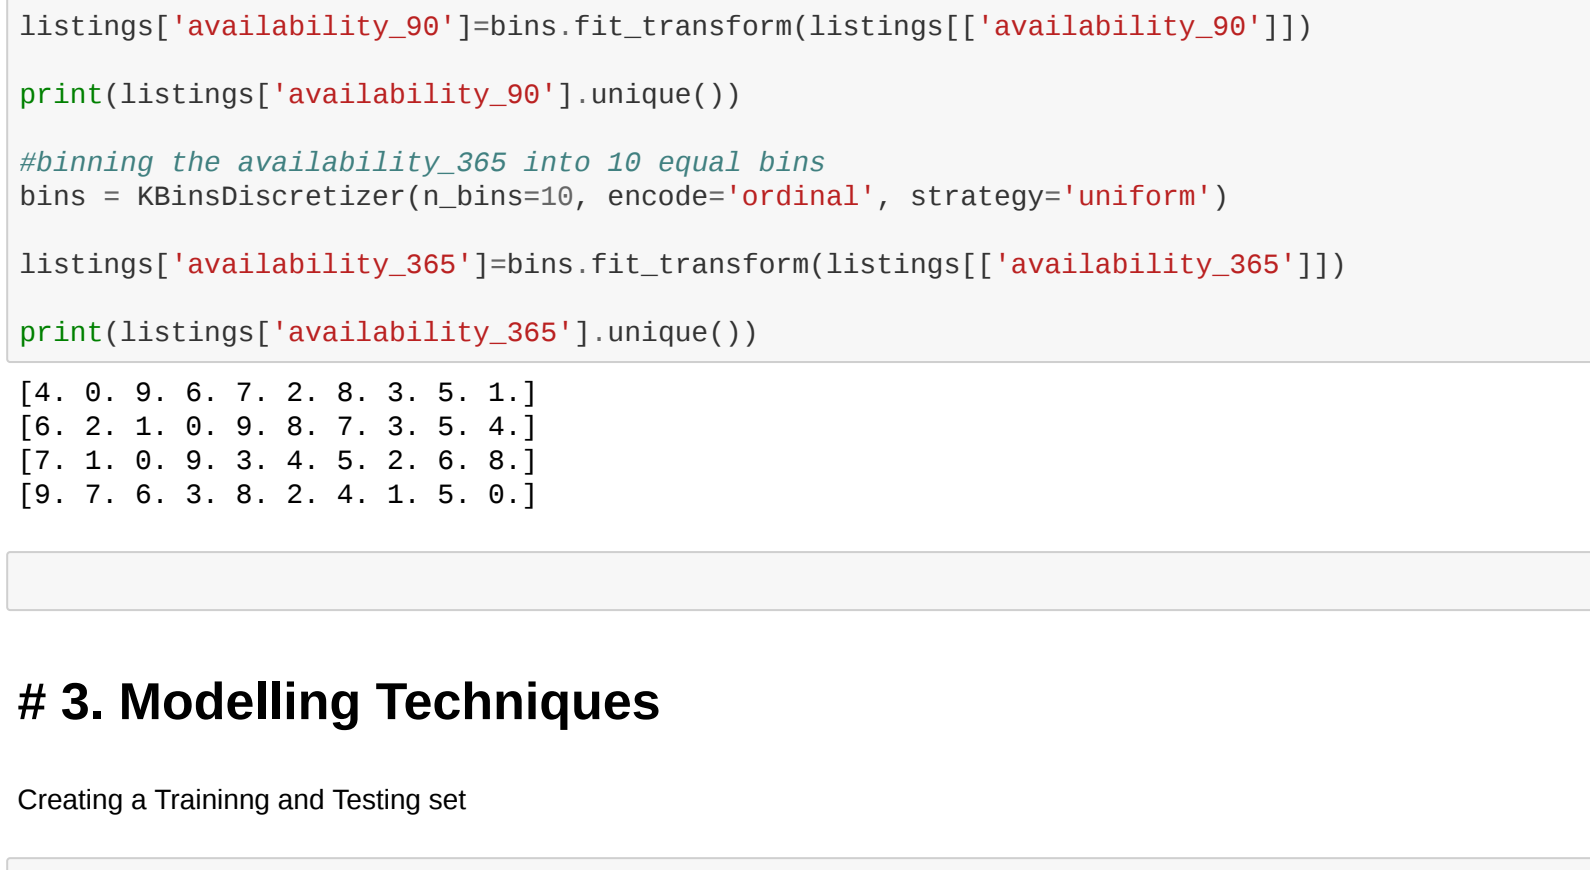 listings['availability_90']=bins.fit_transform(listings[['availability_90']])
print(listings['availability_90'].unique())
#binning the availability_365 into 10 equal bins
bins = KBinsDiscretizer(n_bins=10, encode='ordinal', strategy='uniform')
listings['availability_365']=bins.fit_transform(listings[['availability_365']])
print(listings['availability_365'].unique())
[4. 0. 9. 6. 7. 2. 8. 3. 5. 1.]
[6. 2. 1. 0. 9. 8. 7. 3. 5. 4.]
[7. 1. 0. 9. 3. 4. 5. 2. 6. 8.]
[9. 7. 6. 3. 8. 2. 4. 1. 5. 0.]
# 3. Modelling Techniques
Creating a Traininng and Testing set